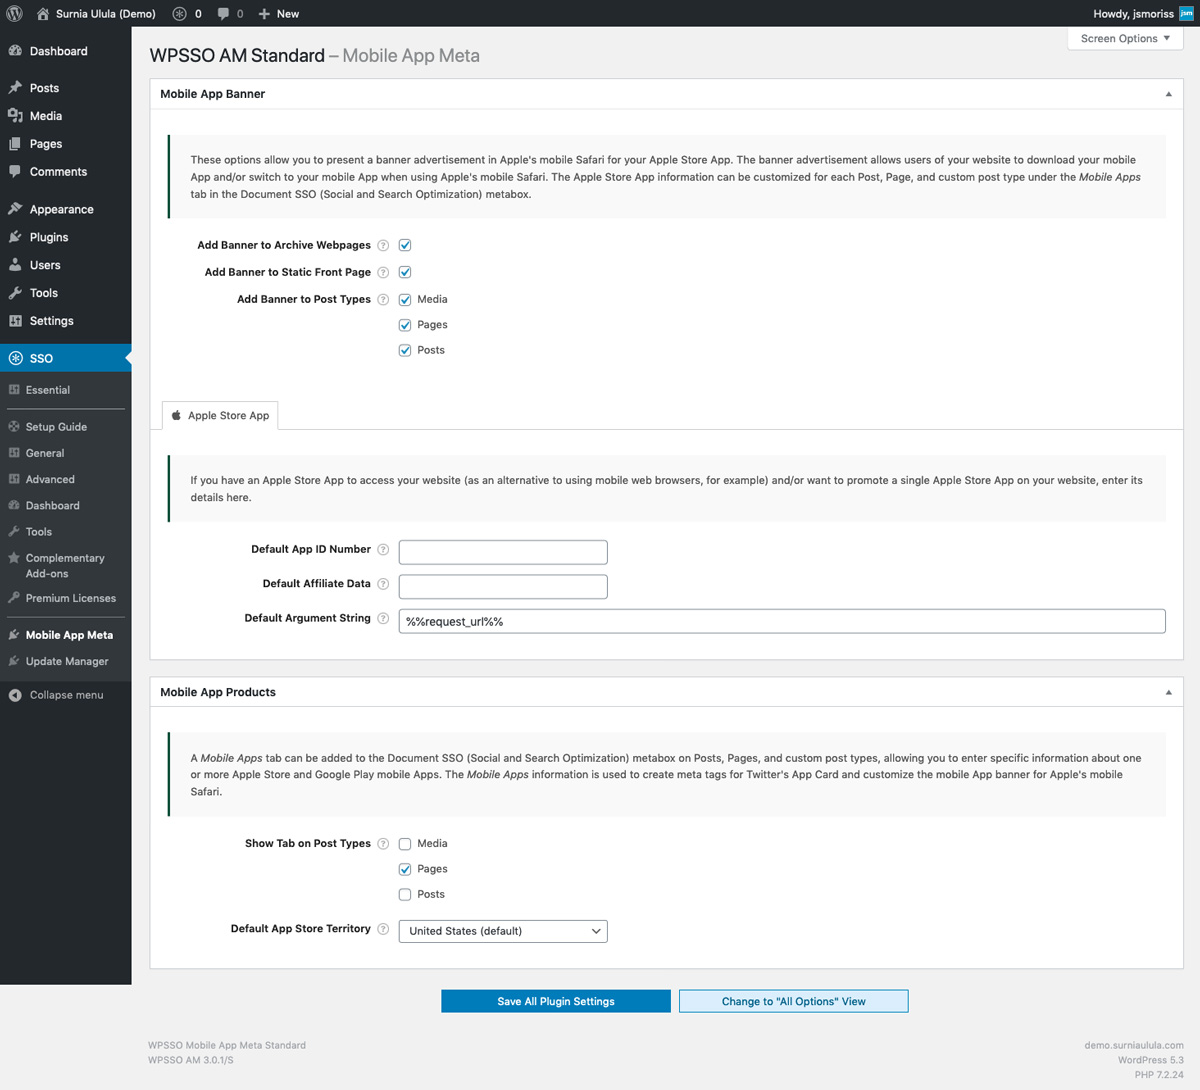 Surnia Ulula (Demo) 0 0 New Howdy, jsmoriss jsm
Screen Options
Dashboard
Posts
Media
Pages
Comments
Appearance
Plugins
Users
Tools
Settings
SSO
Essential
Setup Guide
General
Advanced
Dashboard
Tools
Complementary
Add-ons
Premium Licenses
Mobile App Meta
Update Manager
Collapse menu
WPSSO AM Standard – Mobile App Meta
Mobile App Banner
These options allow you to present a banner advertisement in Apple's mobile Safari for your Apple Store App. The banner advertisement allows users of your website to download your mobile
App and/or switch to your mobile App when using Apple's mobile Safari. The Apple Store App information can be customized for each Post, Page, and custom post type under the Mobile Apps
tab in the Document SSO (Social and Search Optimization) metabox.
Add Banner to Archive Webpages ?
Add Banner to Static Front Page ?
Add Banner to Post Types ? Media
Pages
Posts
Apple Store App
If you have an Apple Store App to access your website (as an alternative to using mobile web browsers, for example) and/or want to promote a single Apple Store App on your website, enter its
details here.
Default App ID Number ?
Default Affiliate Data ?
Default Argument String ? %%request_url%%
Mobile App Products
A Mobile Apps tab can be added to the Document SSO (Social and Search Optimization) metabox on Posts, Pages, and custom post types, allowing you to enter specific information about one
or more Apple Store and Google Play mobile Apps. The Mobile Apps information is used to create meta tags for Twitter's App Card and customize the mobile App banner for Apple's mobile
Safari.
Show Tab on Post Types ? Media
Pages
Posts
Default App Store Territory ? United States (default)
Save All Plugin Settings Change to "All Options" View
WPSSO Mobile App Meta Standard
WPSSO AM 3.0.1/S
demo.surniaulula.com
WordPress 5.3
PHP 7.2.24